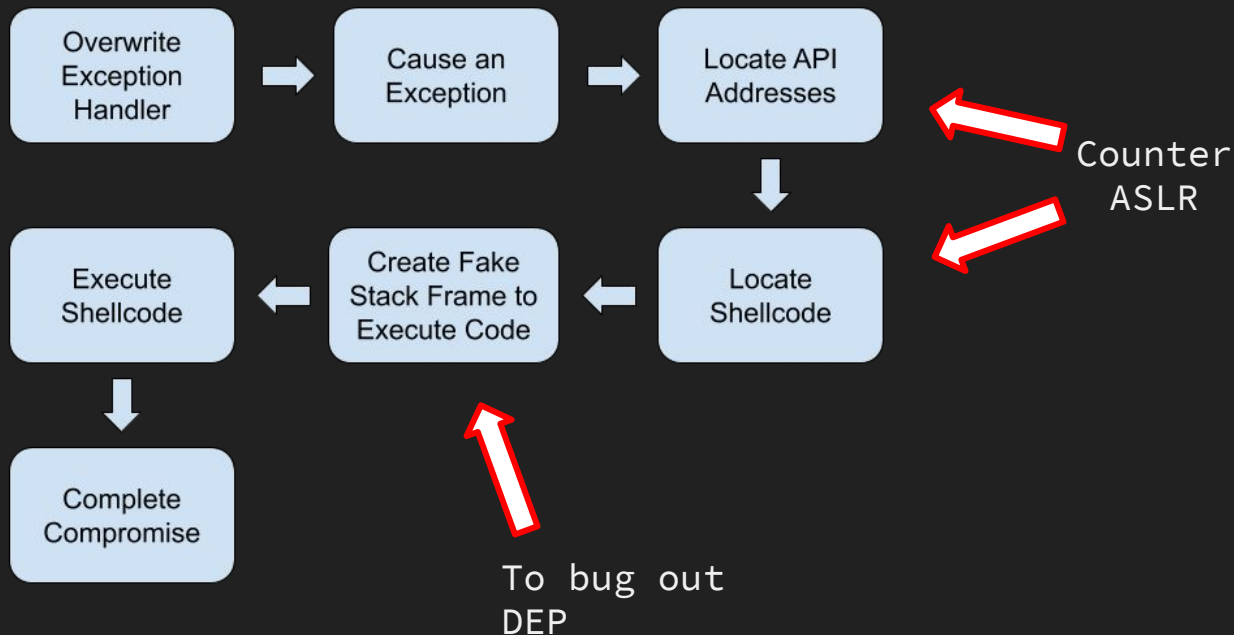 Overwrite
Exception
Handler
Cause an
Exception
Locate API
Addresses
Counter
ASLR
Execute
Shellcode
Create Fake
Stack Frame to
Execute Code
Locate
Shellcode
Complete
Compromise
To bug out
DEP